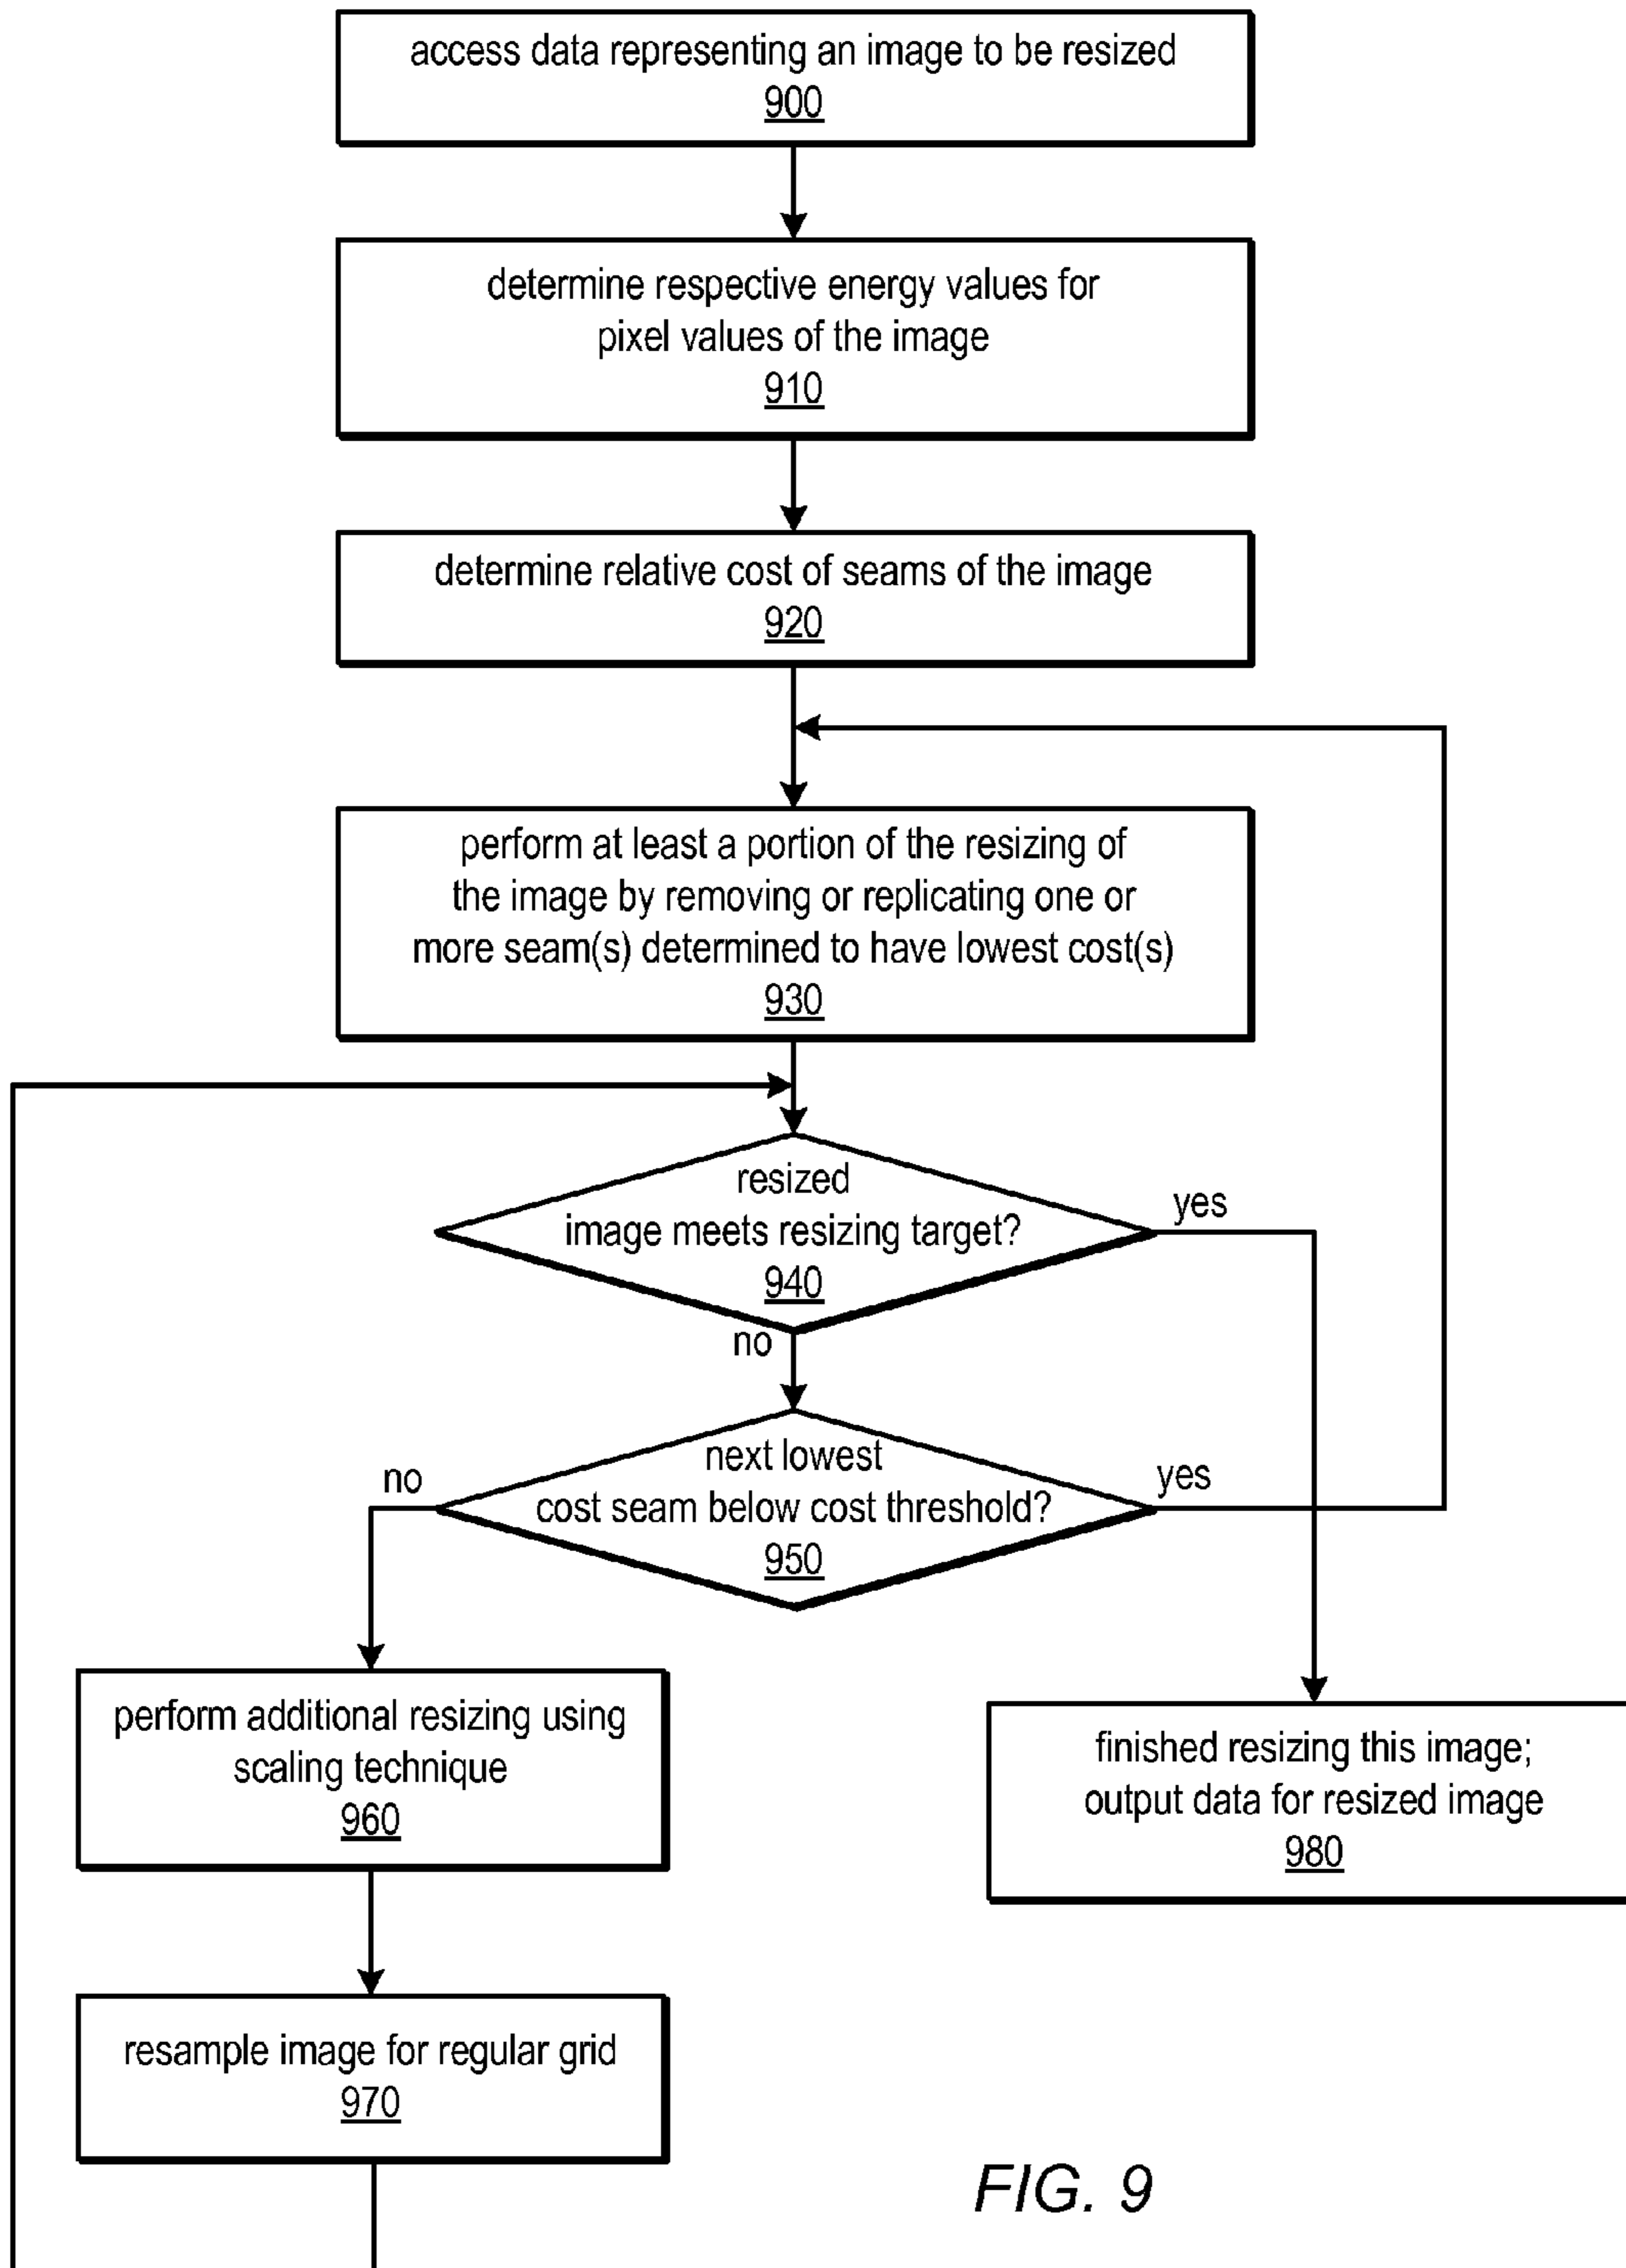 access data representing an image to be resized
900
determine respective energy values for
pixel values of the image
910
determine relative cost of seams of the image
920
perform at least a portion of the resizing of
the image by removing or replicating one or
more seam(s) determined to have lowest cost(s)
930
resized
image meets resizing target?
940
yes
no
next lowest
cost seam below cost threshold?
950
no
yes
perform additional resizing using
scaling technique
960
finished resizing this image;
output data for resized image
980
resample image for regular grid
970
FIG. 9